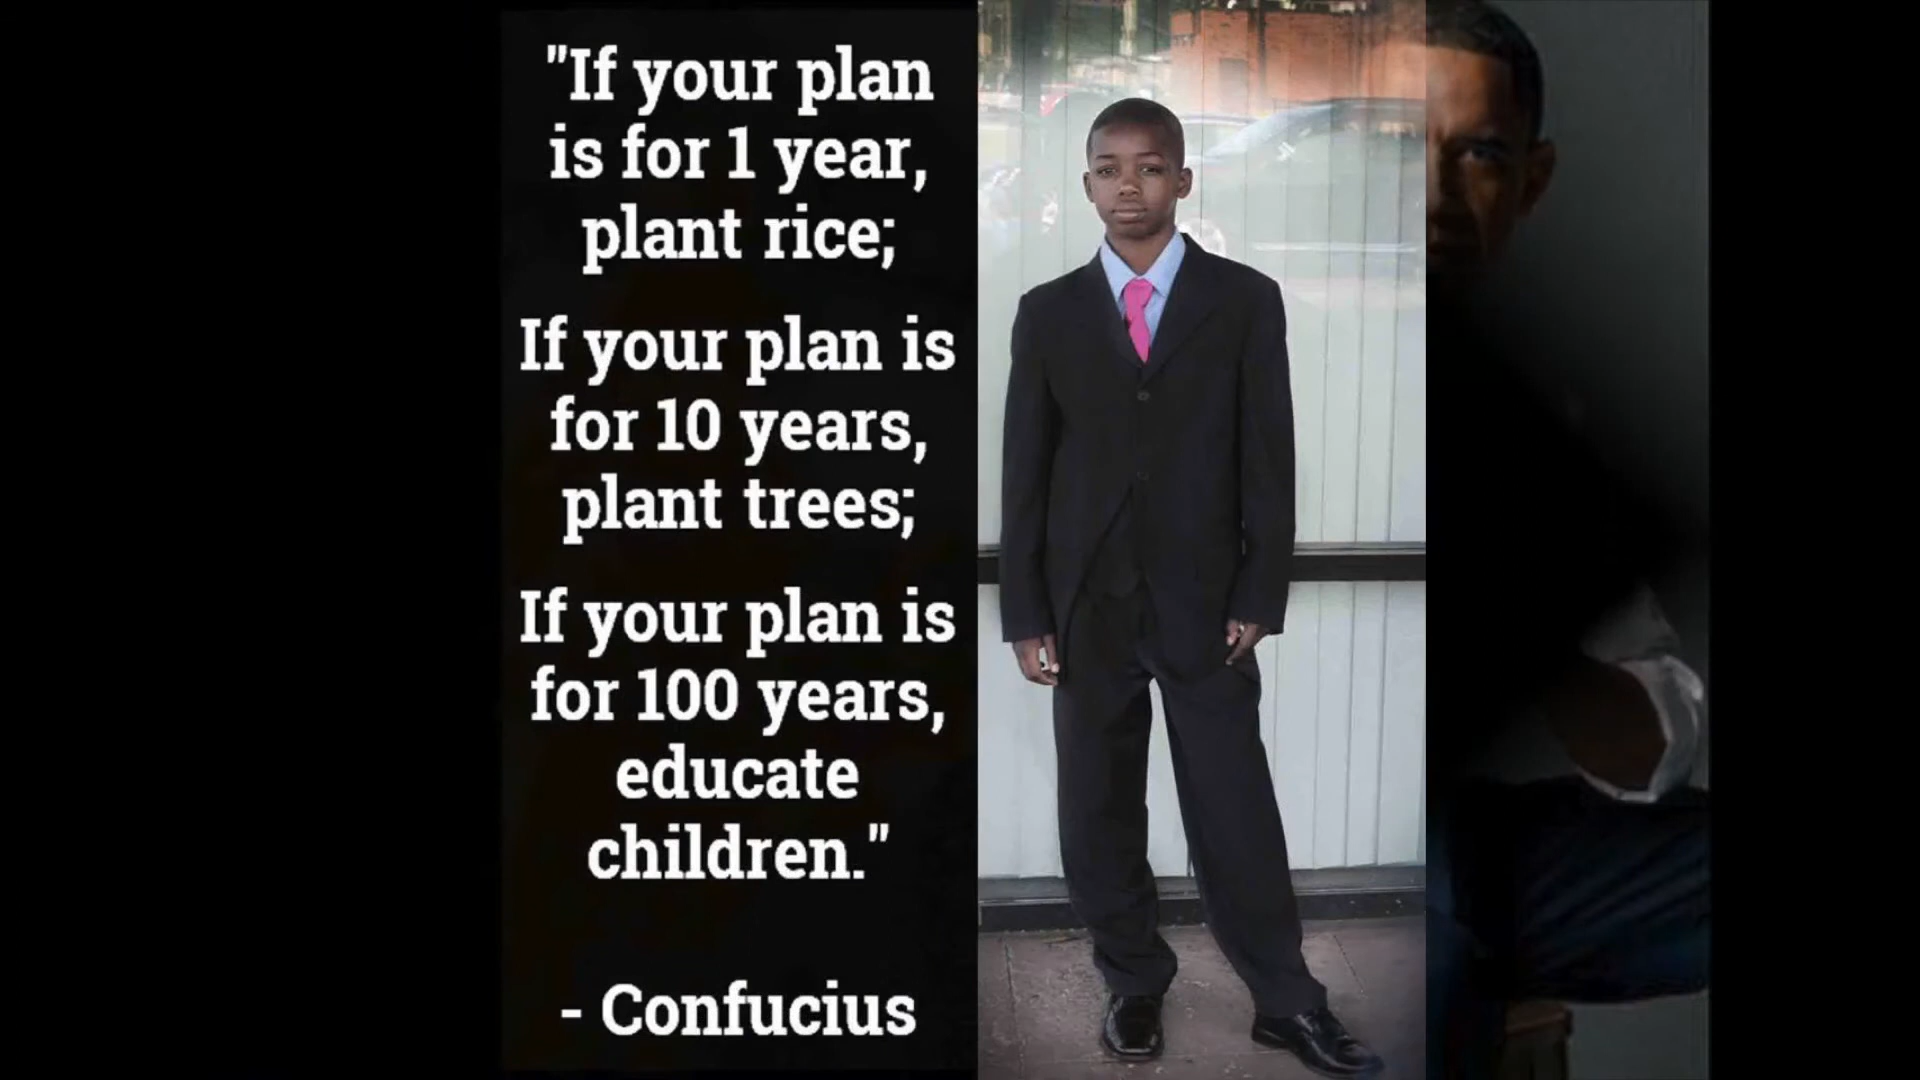 "If your plan
is for 1 year,
plant rice;
If your plan is
for 10 years,
plant trees;
If your plan is
for 100 years,
educate
children."
- Confucius